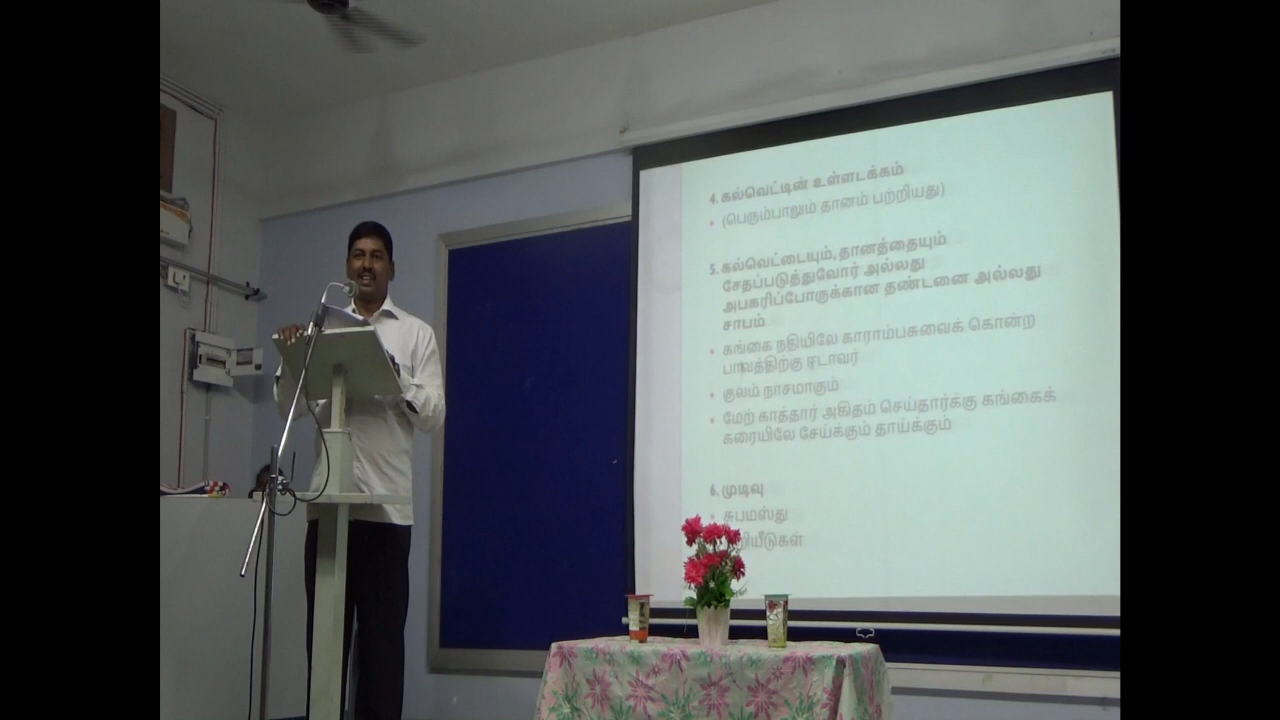 4. கல்வெட்டின் உள்ளடக்கம்
• (பெரும்பாலும் தானம் பற்றியது)
5. கல்வெட்டையும், தானத்தையும்
சேதப்படுத்துவோர் அல்லது
அபகரிப்போருக்கான தண்டனை அல்லது
சாபம்
• கங்கை நதியிலே காராம்பசுவைக் கொன்ற
பாவத்திற்கு ஈடாவர்
• குலம் நாசமாகும்
• மேற் காத்தார் அகிதம் செய்தார்க்கு கங்கைக்
கரையிலே சேய்க்கும் தாய்க்கும்
6. முடிவு
• சுபமஸ்து